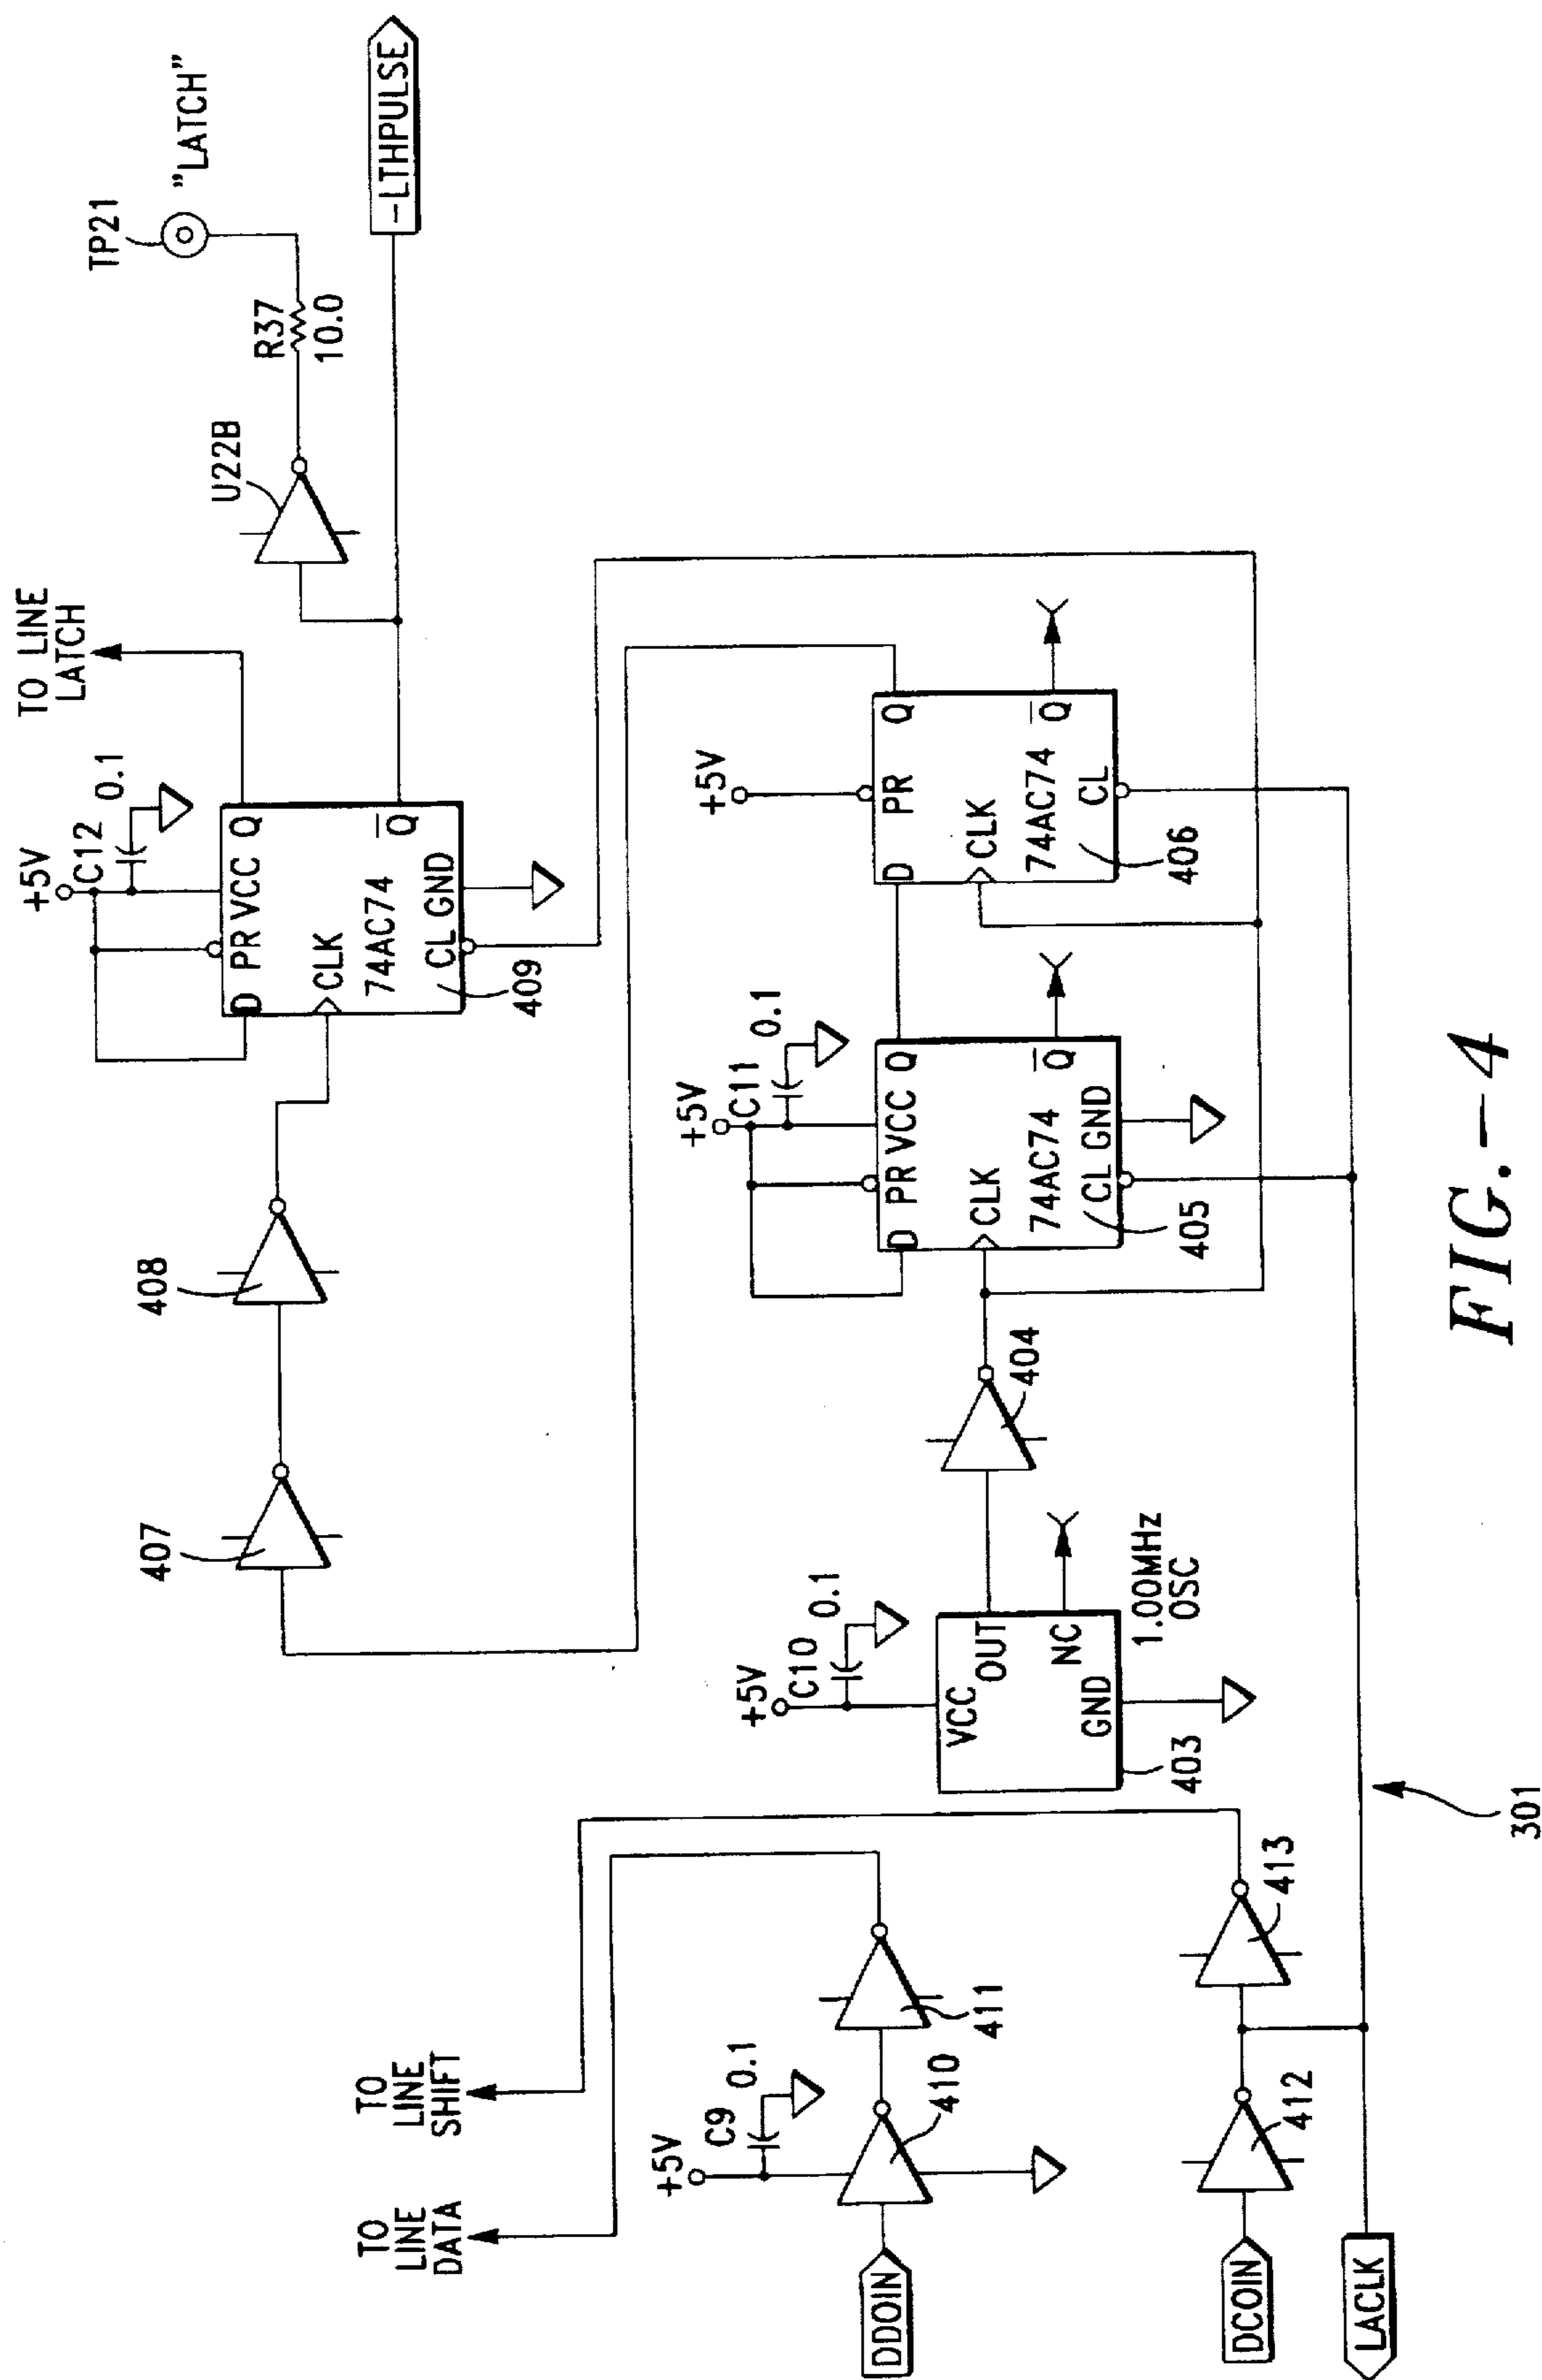 TO LINE
LATCH
TP21
"LATCH"
+5V
C12
0.1
408
407
D
PR
VCC
Q
CLK
74AC74
Q
CL
GND
409
U22B
R37
10.0
-LTHPULSE
TO
LINE
DATA
TO
LINE
SHIFT
+5V
C9
0.1
DDOIN
410
411
+5V
C10
0.1
VCC
OUT
NC
GND
403
1.00MHz
OSC
404
+5V
C11
0.1
D
PR
VCC
Q
CLK
74AC74
Q
CL
GND
405
+5V
D
PR
Q
CLK
74AC74
Q
CL
406
DCOIN
412
413
LACLK
301
FIG.-4